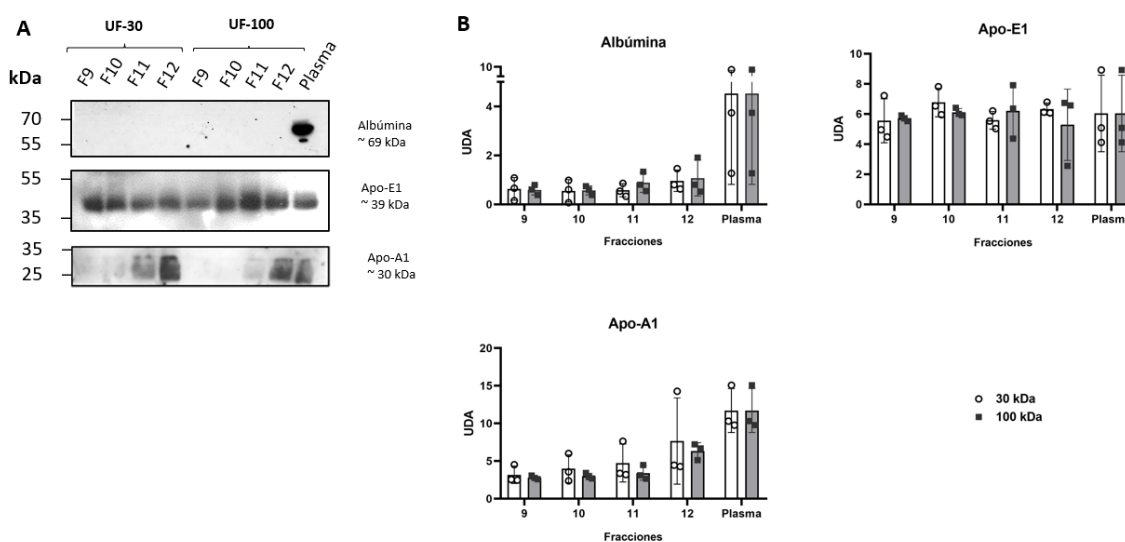 A
UF-30 UF-100
kDa F9 F10 F11 F12 F9 F10 F11 F12 Plasma
70
55
Albúmina
~ 69 kDa
55
35
Apo-E1
~ 39 kDa
35
25
Apo-A1
~ 30 kDa
B
Albúmina
UDA
10
4
2
0
9 10 11 12 Plasma
Fracciones
Apo-E1
UDA
10
8
6
4
2
0
9 10 11 12 Plasma
Fracciones
Apo-A1
UDA
20
15
10
5
0
9 10 11 12 Plasma
Fracciones
30 kDa
100 kDa